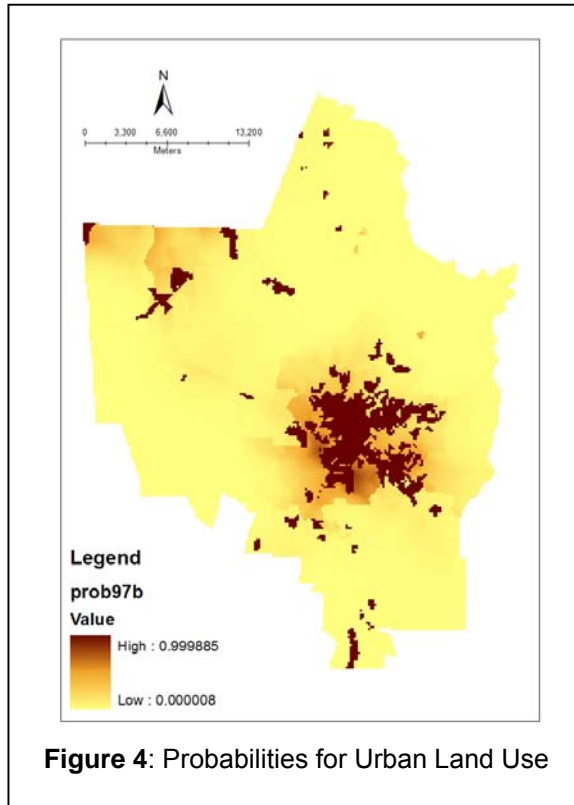 N
0 3,300 6,600 13,200
Meters
Legend
prob97b
Value
High : 0.999885
Low : 0.000008
Figure 4: Probabilities for Urban Land Use